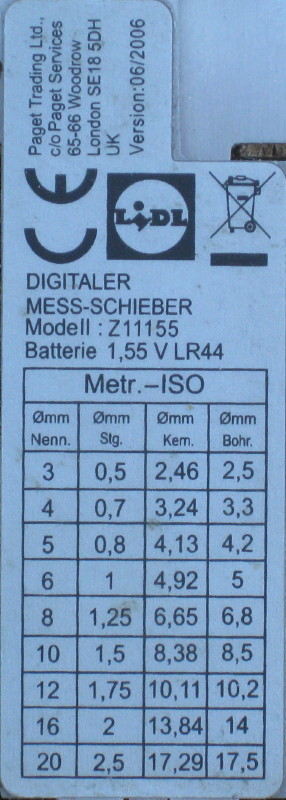 Paget Trading Ltd.,
c/o Paget Services
65-66 Woodrow
London SE18 5DH
UK
Version:06/2006
CE
LiDL
DIGITALER
MESS-SCHIEBER
Modell : Z11155
Batterie 1,55 V LR44
Metr.–ISO
Ømm Ømm Ømm Ømm
Nenn. Stg. Kern. Bohr.
3 0,5 2,46 2,5
4 0,7 3,24 3,3
5 0,8 4,13 4,2
6 1 4,92 5
8 1,25 6,65 6,8
10 1,5 8,38 8,5
12 1,75 10,11 10,2
16 2 13,84 14
20 2,5 17,29 17,5